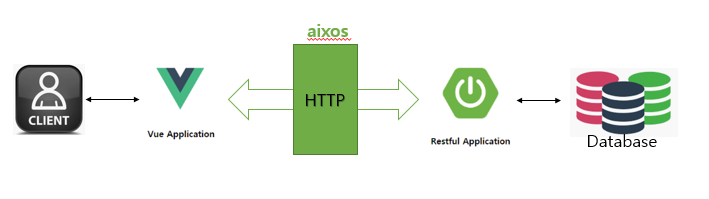 aixos
HTTP
CLIENT
Vue Application
Restful Application
Database